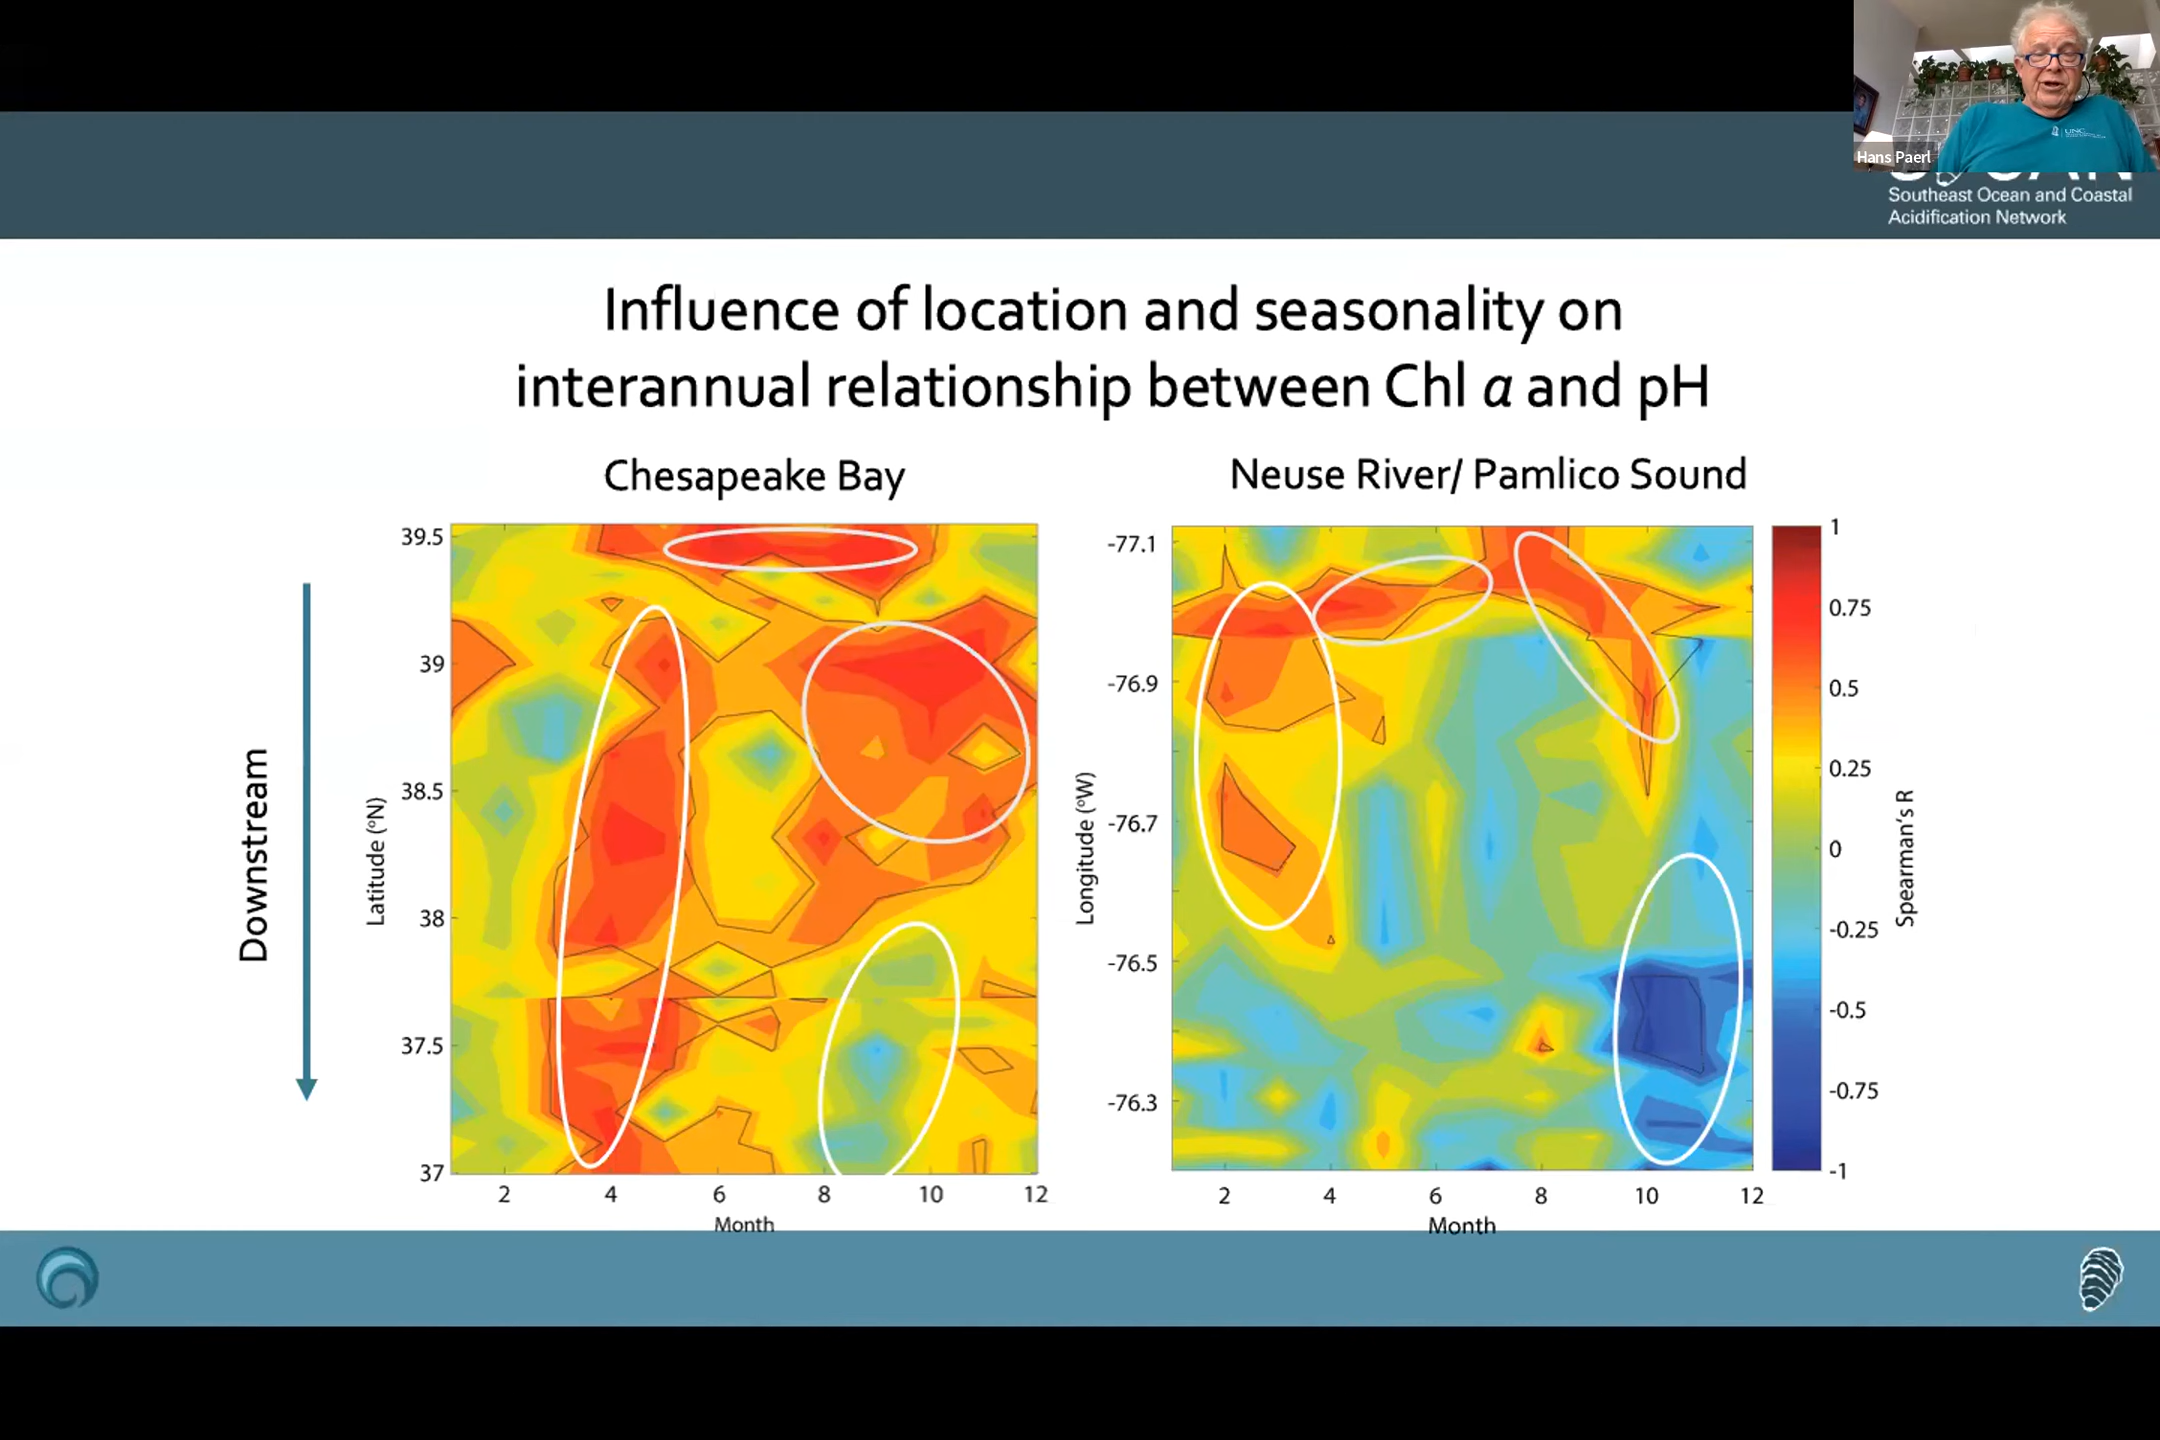 UNC
Hans Paerl
Southeast Ocean and Coastal
Acidification Network
Influence of location and seasonality on
interannual relationship between Chl a and pH
Chesapeake Bay
Neuse River/ Pamlico Sound
Downstream
Latitude (°N)
39.5
39
38.5
38
37.5
37
2
4
6
8
10
12
Month
Longitude (°W)
-77.1
-76.9
-76.7
-76.5
-76.3
2
4
6
8
10
12
Month
1
0.75
0.5
0.25
0
-0.25
-0.5
-0.75
-1
Spearman's R